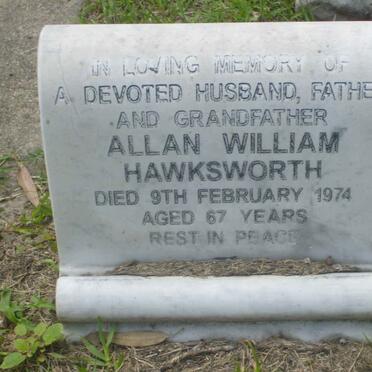 IN LOVING MEMORY OF
A DEVOTED HUSBAND, FATHE
AND GRANDFATHER
ALLAN WILLIAM
HAWKSWORTH
DIED 9TH FEBRUARY 1974
AGED 67 YEARS
REST IN PEACE